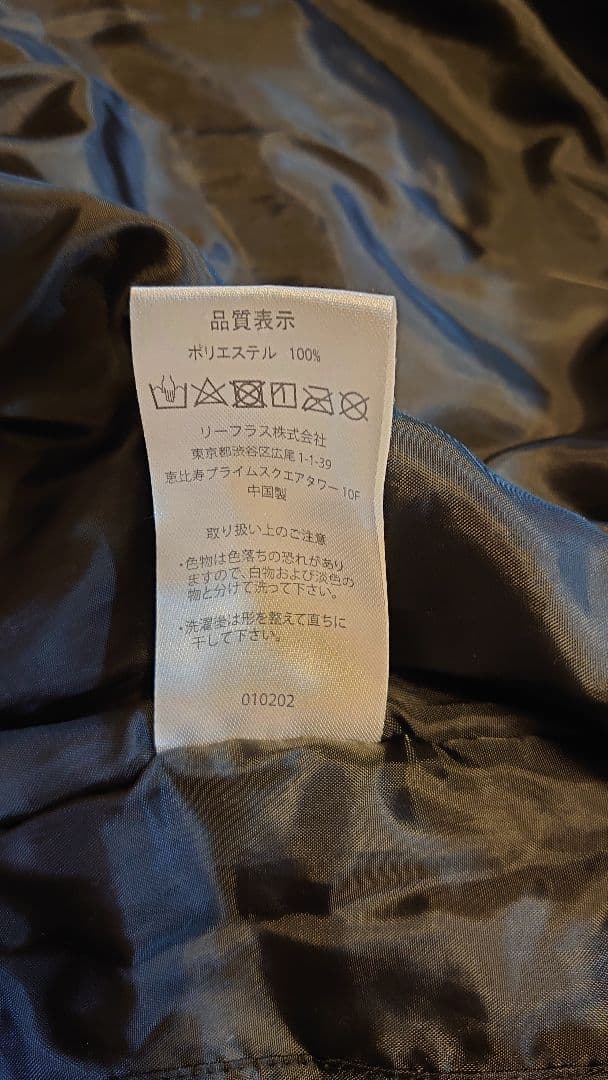 品質表示
ポリエステル 100%
リーフラス株式会社
東京都渋谷区広尾 1-1-39
恵比寿プライムスクエアタワー 10F
中国製
取り扱い上のご注意
・色物は色落ちの恐れがあり
ますので、白物および淡色の
物と分けて洗って下さい。
・洗濯後は形を整えて直ちに
干して下さい。
010202